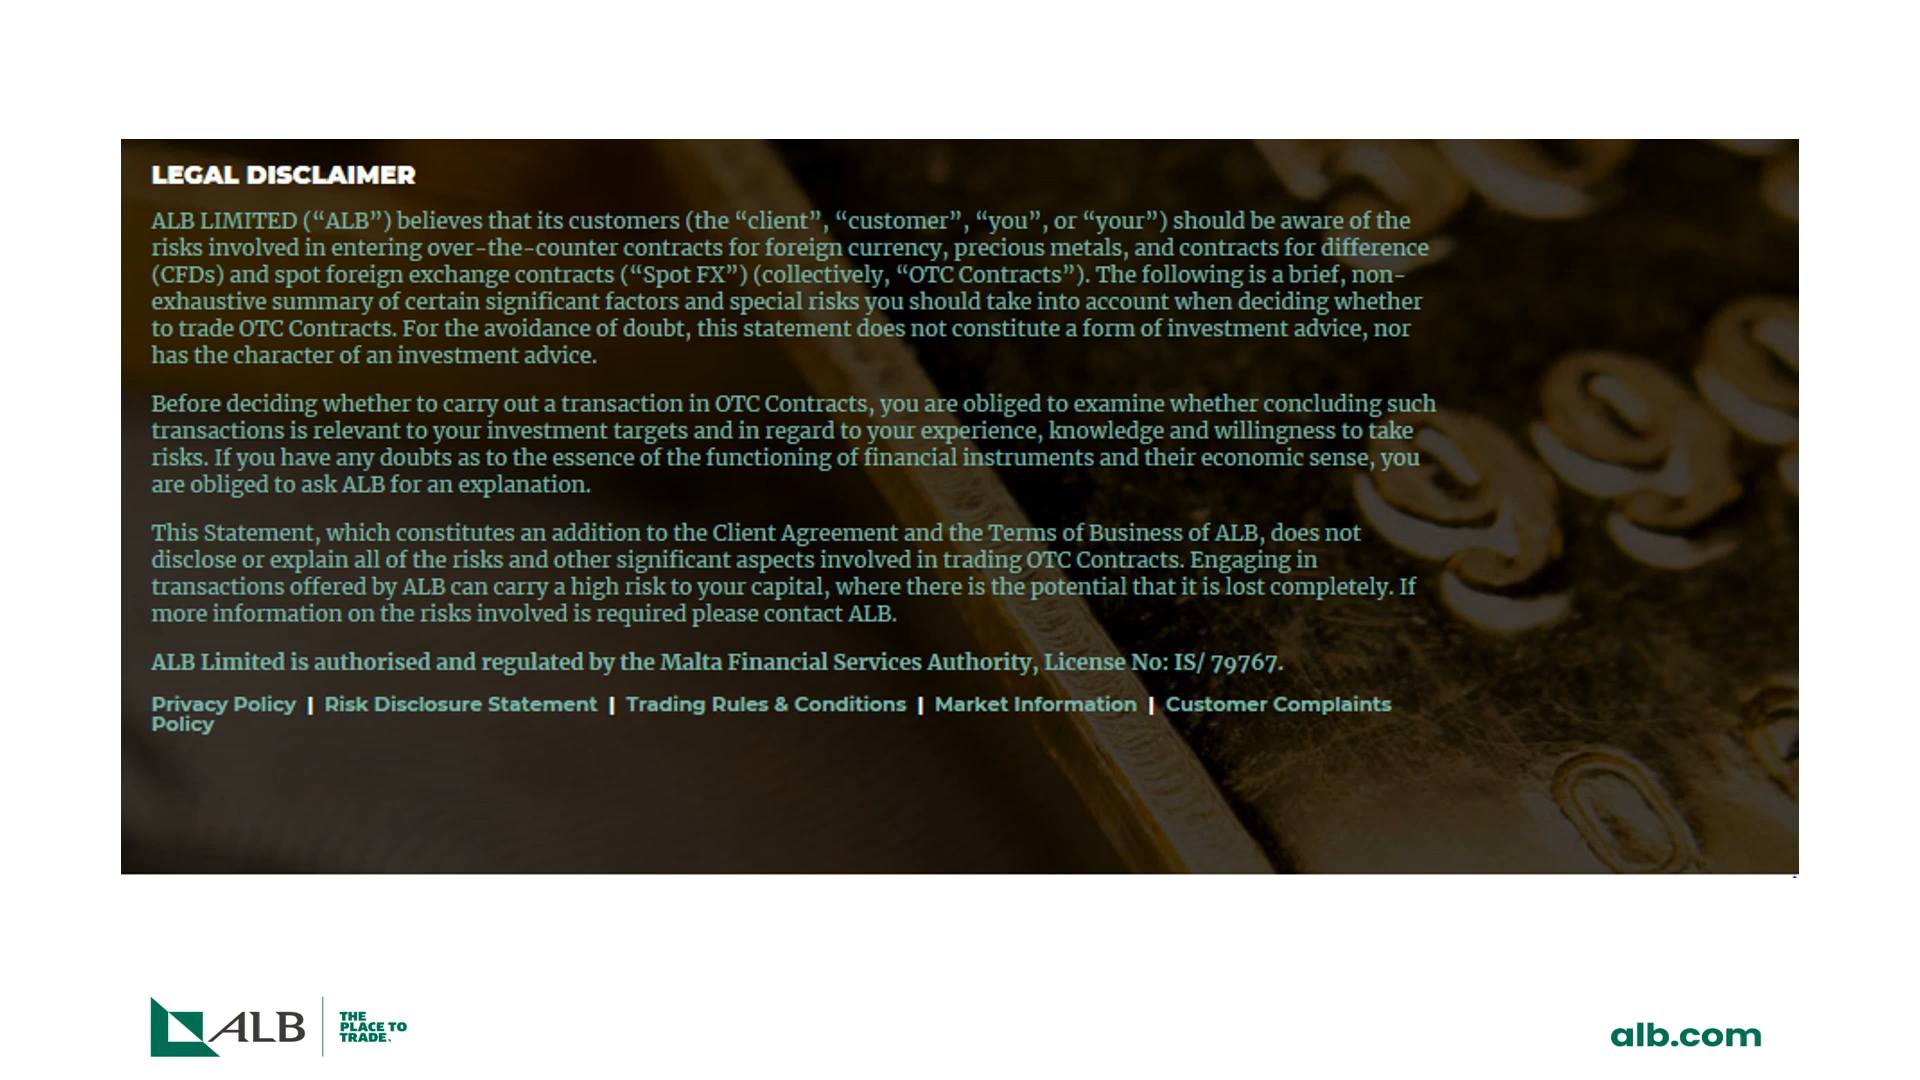 LEGAL DISCLAIMER
ALB LIMITED (“ALB”) believes that its customers (the “client”, “customer”, “you”, or “your”) should be aware of the
risks involved in entering over-the-counter contracts for foreign currency, precious metals, and contracts for difference
(CFDs) and spot foreign exchange contracts (“Spot FX”) (collectively, “OTC Contracts”). The following is a brief, non-
exhaustive summary of certain significant factors and special risks you should take into account when deciding whether
to trade OTC Contracts. For the avoidance of doubt, this statement does not constitute a form of investment advice, nor
has the character of an investment advice.
Before deciding whether to carry out a transaction in OTC Contracts, you are obliged to examine whether concluding such
transactions is relevant to your investment targets and in regard to your experience, knowledge and willingness to take
risks. If you have any doubts as to the essence of the functioning of financial instruments and their economic sense, you
are obliged to ask ALB for an explanation.
This Statement, which constitutes an addition to the Client Agreement and the Terms of Business of ALB, does not
disclose or explain all of the risks and other significant aspects involved in trading OTC Contracts. Engaging in
transactions offered by ALB can carry a high risk to your capital, where there is the potential that it is lost completely. If
more information on the risks involved is required please contact ALB.
ALB Limited is authorised and regulated by the Malta Financial Services Authority, License No: IS/ 79767.
Privacy Policy | Risk Disclosure Statement | Trading Rules & Conditions | Market Information | Customer Complaints
Policy
ALB
THE
PLACE TO
TRADE.
alb.com